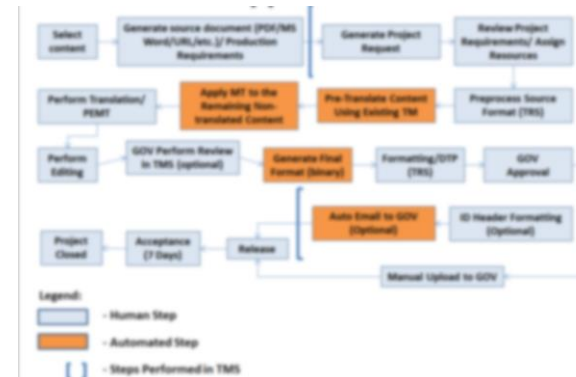 Select
content
Generate source document (PDF/MS
Word/URL/etc.)/ Production
Requirements
Generate Project
Request
Review Project
Requirements/ Assign
Resources
Perform Translation/
PEMT
Apply MT to the
Remaining Non-
translated Content
Pre-Translate Content
Using Existing TM
Preprocess Source
Format (TRS)
Perform
Editing
GOV Perform Review
in TMS (optional)
Generate Final
Format (binary)
Formatting/DTP
(TRS)
GOV
Approval
Project
Closed
Acceptance
(7 Days)
Release
Auto Email to GOV
(Optional)
ID Header Formatting
(Optional)
Manual Upload to GOV
Legend:
- Human Step
- Automated Step
- Steps Performed in TMS